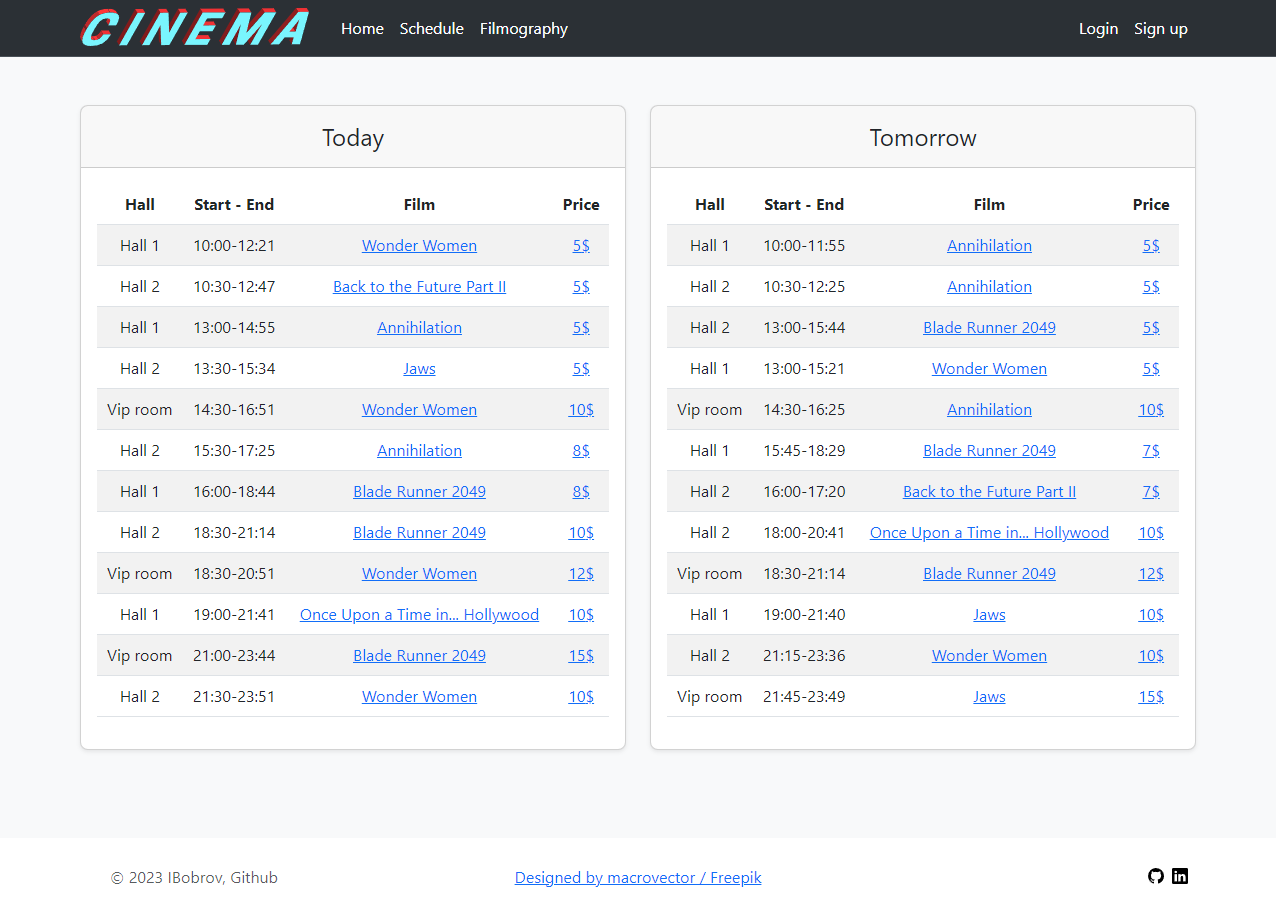 CINEMA Home Schedule Filmography Login Sign up
Today
Hall Start - End Film Price
Hall 1 10:00-12:21 Wonder Women 5$
Hall 2 10:30-12:47 Back to the Future Part II 5$
Hall 1 13:00-14:55 Annihilation 5$
Hall 2 13:30-15:34 Jaws 5$
Vip room 14:30-16:51 Wonder Women 10$
Hall 2 15:30-17:25 Annihilation 8$
Hall 1 16:00-18:44 Blade Runner 2049 8$
Hall 2 18:30-21:14 Blade Runner 2049 10$
Vip room 18:30-20:51 Wonder Women 12$
Hall 1 19:00-21:41 Once Upon a Time in... Hollywood 10$
Vip room 21:00-23:44 Blade Runner 2049 15$
Hall 2 21:30-23:51 Wonder Women 10$
Tomorrow
Hall Start - End Film Price
Hall 1 10:00-11:55 Annihilation 5$
Hall 2 10:30-12:25 Annihilation 5$
Hall 2 13:00-15:44 Blade Runner 2049 5$
Hall 1 13:00-15:21 Wonder Women 5$
Vip room 14:30-16:25 Annihilation 10$
Hall 1 15:45-18:29 Blade Runner 2049 7$
Hall 2 16:00-17:20 Back to the Future Part II 7$
Hall 2 18:00-20:41 Once Upon a Time in... Hollywood 10$
Vip room 18:30-21:14 Blade Runner 2049 12$
Hall 1 19:00-21:40 Jaws 10$
Hall 2 21:15-23:36 Wonder Women 10$
Vip room 21:45-23:49 Jaws 15$
© 2023 IBobrov, Github Designed by macrovector / Freepik in